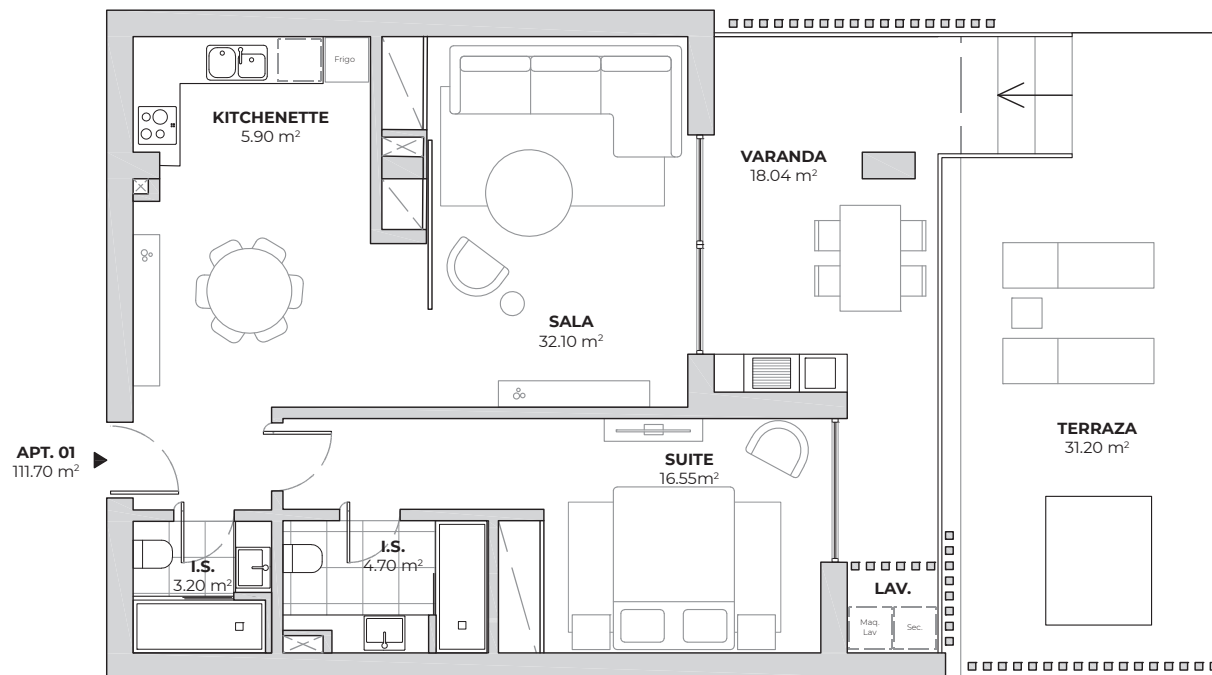 Frigo
KITCHENETTE
5.90 m²
VARANDA
18.04 m²
SALA
32.10 m²
APT. 01
111.70 m²
SUITE
16.55m²
TERRAZA
31.20 m²
I.S.
3.20 m²
I.S.
4.70 m²
LAV.
Maq.
Lav
Sec.